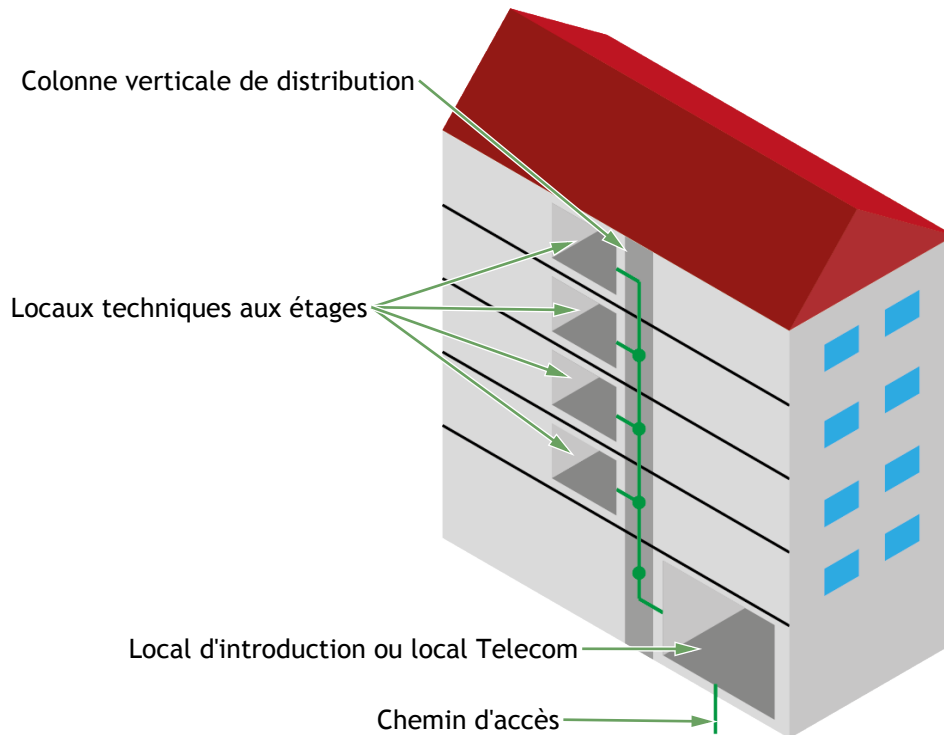 Colonne verticale de distribution
Locaux techniques aux étages
Local d'introduction ou local Telecom
Chemin d'accès